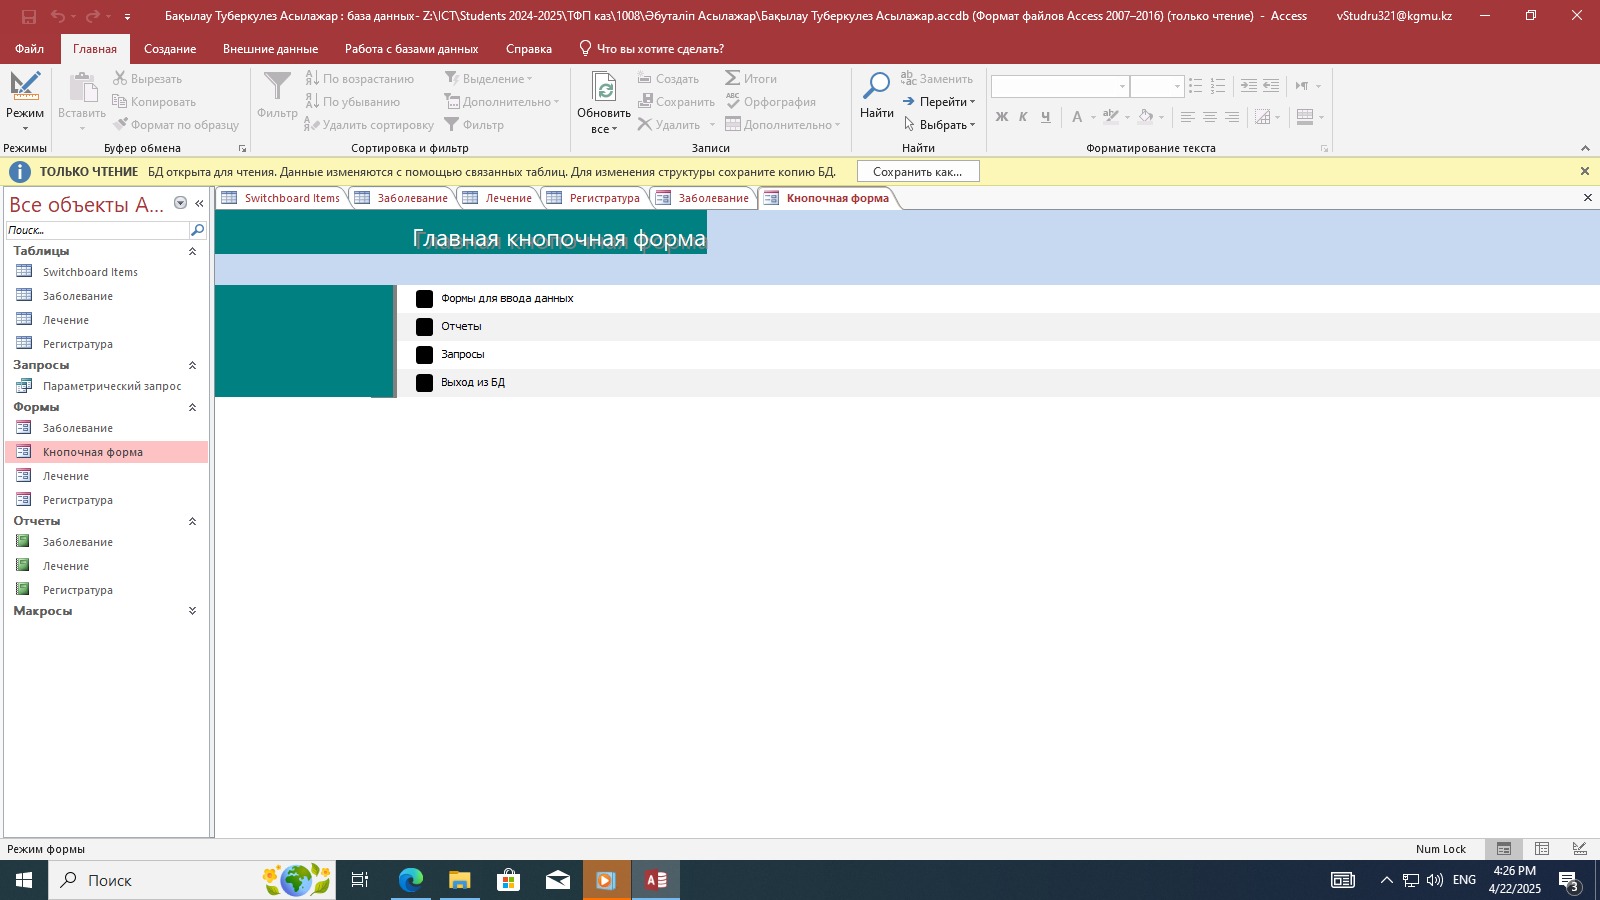 Бақылау Туберкулез Асылажар : база данных- Z:\ICT\Students 2024-2025\ТФП каз\1008\Әбуталіп Асылажар\Бақылау Туберкулез Асылажар.accdb (Формат файлов Access 2007–2016) (только чтение) - Access
vStudru321@kgmu.kz
Файл Главная Создание Внешние данные Работа с базами данных Справка Что вы хотите сделать?
Режим
Режимы
Вставить
Вырезать
Копировать
Формат по образцу
Буфер обмена
Фильтр
По возрастанию
По убыванию
Удалить сортировку
Выделение
Дополнительно
Фильтр
Сортировка и фильтр
Обновить все
Создать
Сохранить
Удалить
Итоги
Орфография
Дополнительно
Записи
Найти
Заменить
Перейти
Выбрать
Найти
Ж К Ч А
Форматирование текста
ТОЛЬКО ЧТЕНИЕ БД открыта для чтения. Данные изменяются с помощью связанных таблиц. Для изменения структуры сохраните копию БД. Сохранить как...
Все объекты A...
Поиск...
Таблицы
Switchboard Items
Заболевание
Лечение
Регистратура
Запросы
Параметрический запрос
Формы
Заболевание
Кнопочная форма
Лечение
Регистратура
Отчеты
Заболевание
Лечение
Регистратура
Макросы
Switchboard Items Заболевание Лечение Регистратура Заболевание Кнопочная форма
Главная кнопочная форма
Формы для ввода данных
Отчеты
Запросы
Выход из БД
Режим формы
Num Lock
Поиск
ENG
4:26 PM
4/22/2025
3